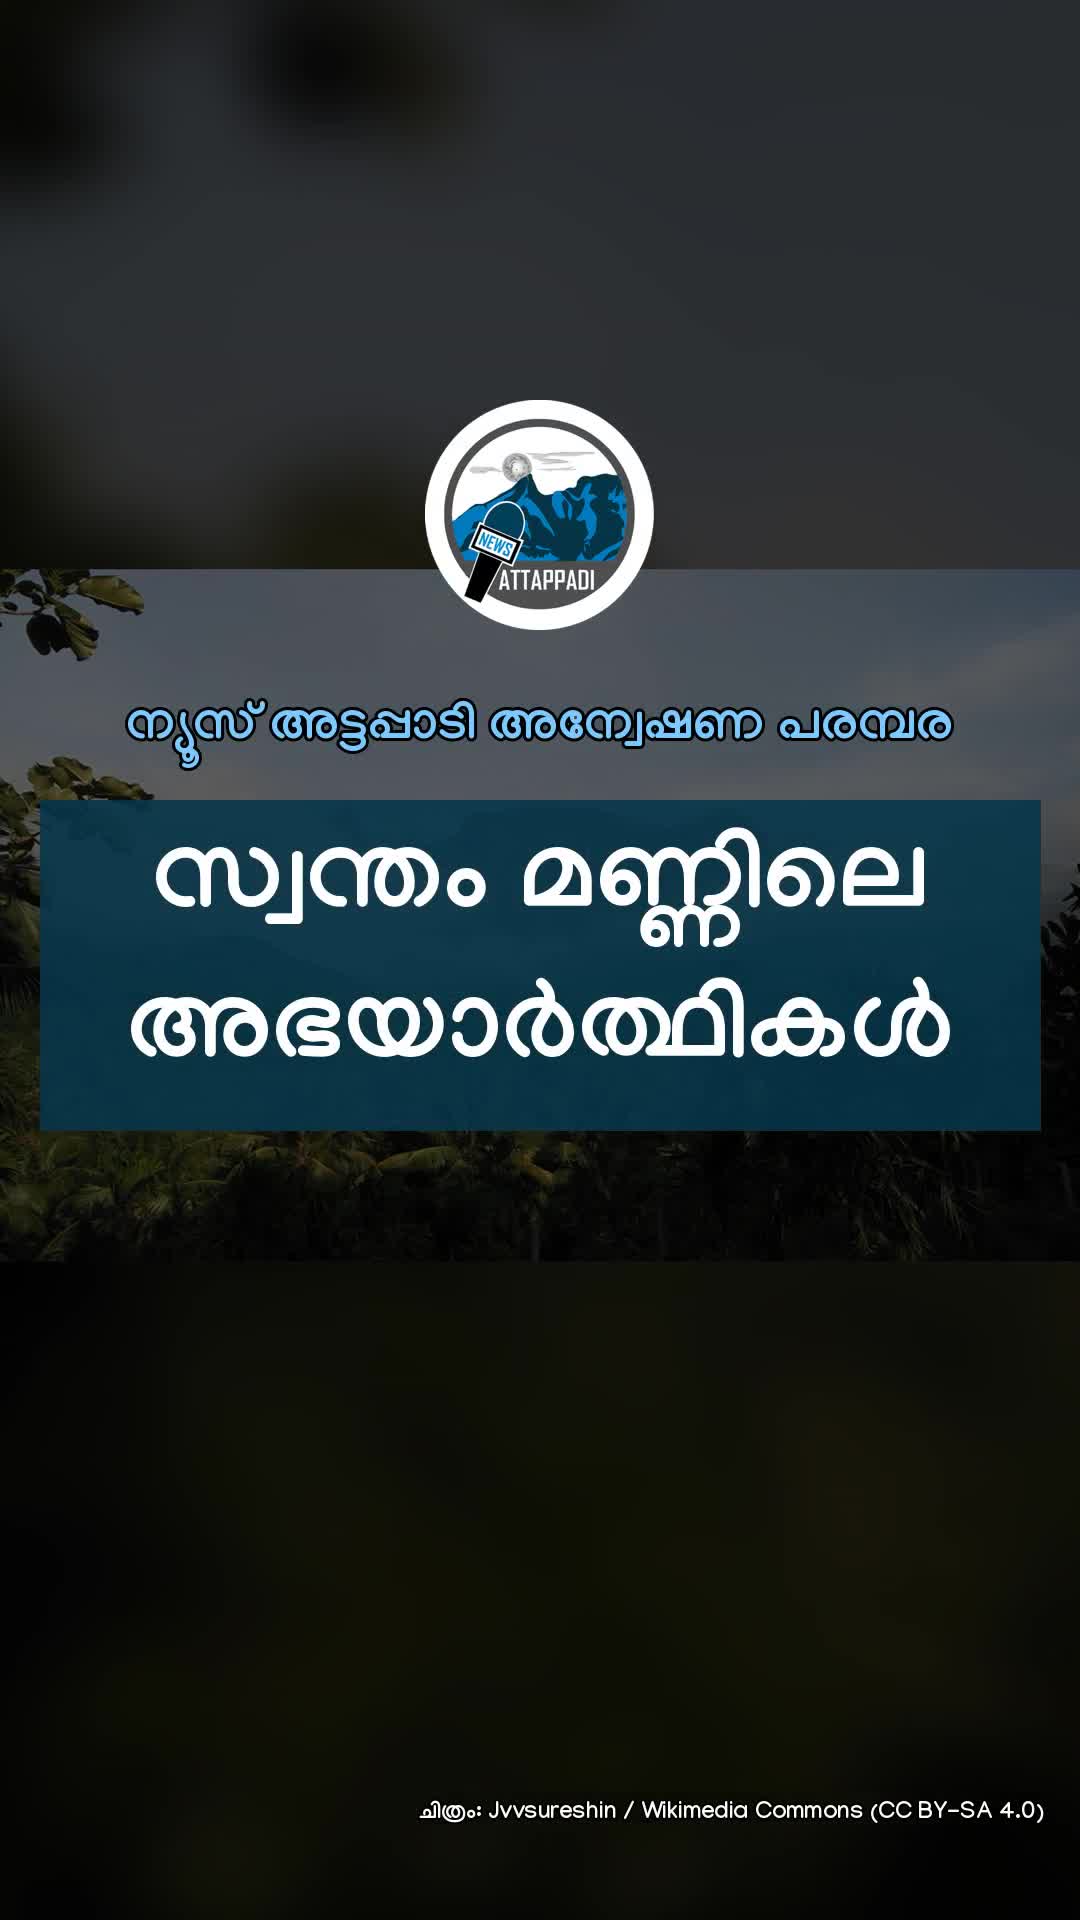 NEWS
ATTAPPADI
ന്യൂസ് അട്ടപ്പാടി അന്വേഷണ പരമ്പര
സ്വന്തം മണ്ണിലെ
അഭയാർത്ഥികൾ
ചിത്രം: Jvvsureshin / Wikimedia Commons (CC BY-SA 4.0)